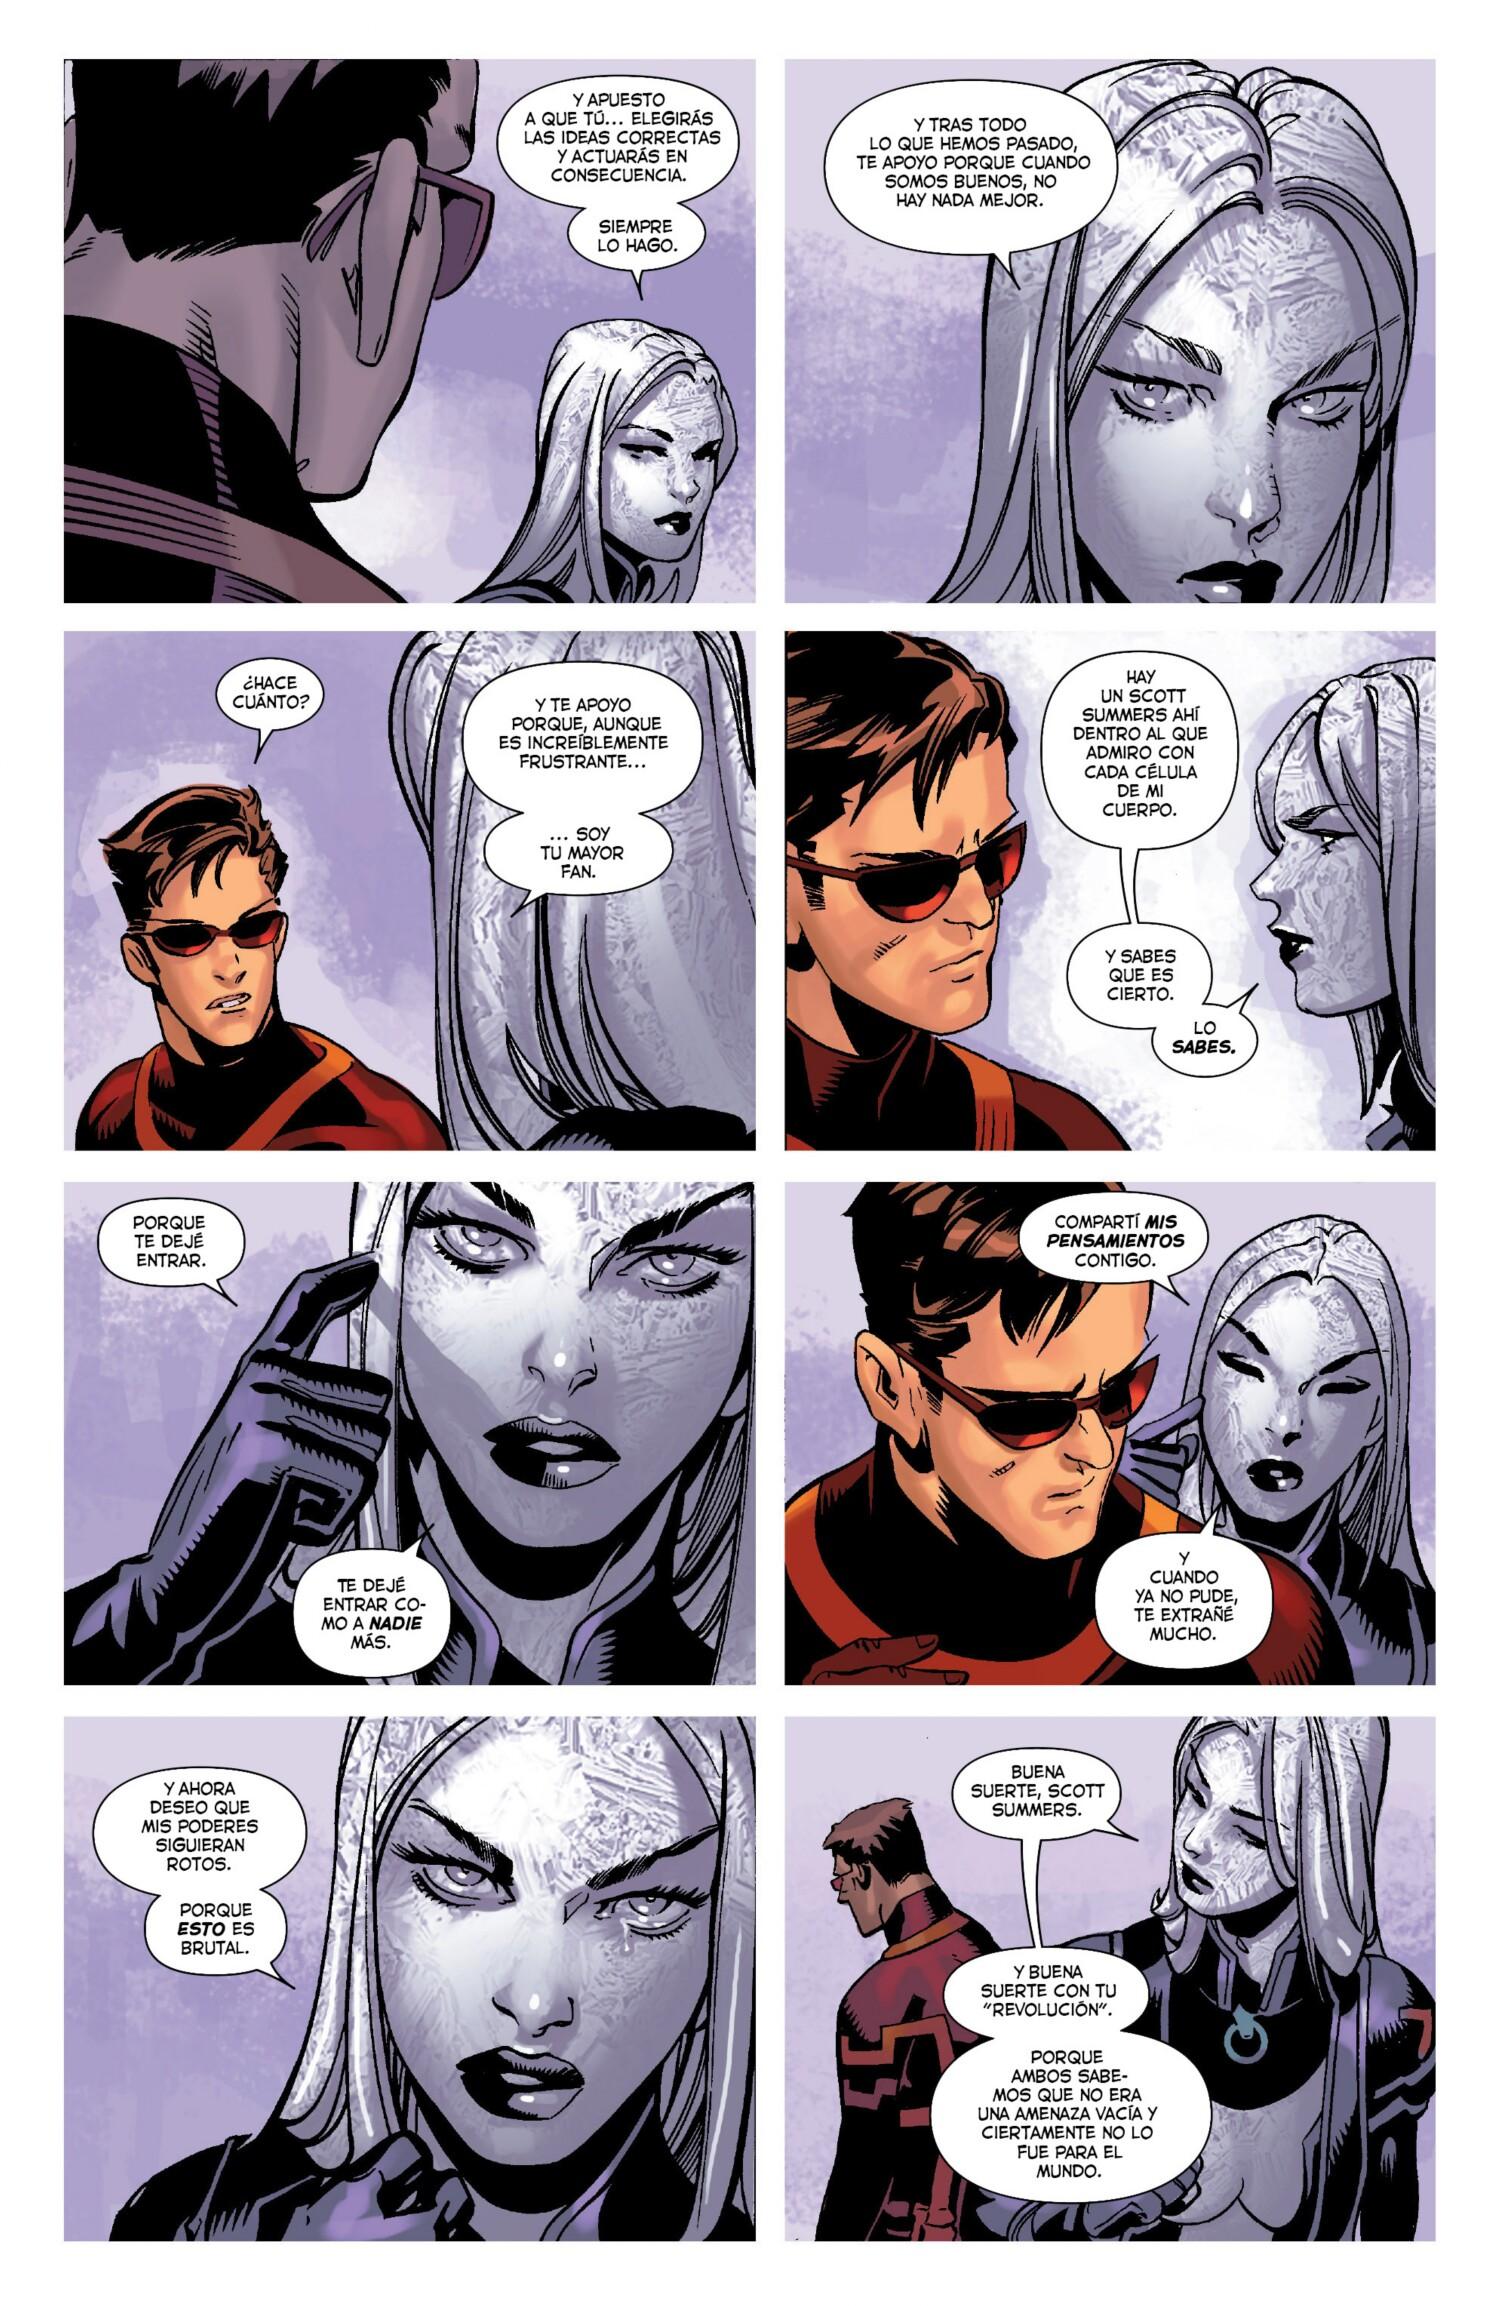 Y APUESTO
A QUE TÚ... ELEGIRÁS
LAS IDEAS CORRECTAS
Y ACTUARÁS EN
CONSECUENCIA.
SIEMPRE
LO HAGO.
Y TRAS TODO
LO QUE HEMOS PASADO,
TE APOYO PORQUE CUANDO
SOMOS BUENOS, NO
HAY NADA MEJOR.
¿HACE
CUÁNTO?
Y TE APOYO
PORQUE, AUNQUE
ES INCREÍBLEMENTE
FRUSTRANTE...
... SOY
TU MAYOR
FAN.
HAY
UN SCOTT
SUMMERS AHÍ
DENTRO AL QUE
ADMIRO CON
CADA CÉLULA
DE MI
CUERPO.
Y SABES
QUE ES
CIERTO.
LO
SABES.
PORQUE
TE DEJÉ
ENTRAR.
TE DEJÉ
ENTRAR CO-
MO A NADIE
MÁS.
COMPARTÍ MIS
PENSAMIENTOS
CONTIGO.
Y
CUANDO
YA NO PUDE,
TE EXTRAÑÉ
MUCHO.
Y AHORA
DESEO QUE
MIS PODERES
SIGUIERAN
ROTOS.
PORQUE
ESTO ES
BRUTAL.
BUENA
SUERTE, SCOTT
SUMMERS.
Y BUENA
SUERTE CON TU
"REVOLUCIÓN".
PORQUE
AMBOS SABE-
MOS QUE NO ERA
UNA AMENAZA VACÍA Y
CIERTAMENTE NO LO
FUE PARA EL
MUNDO.